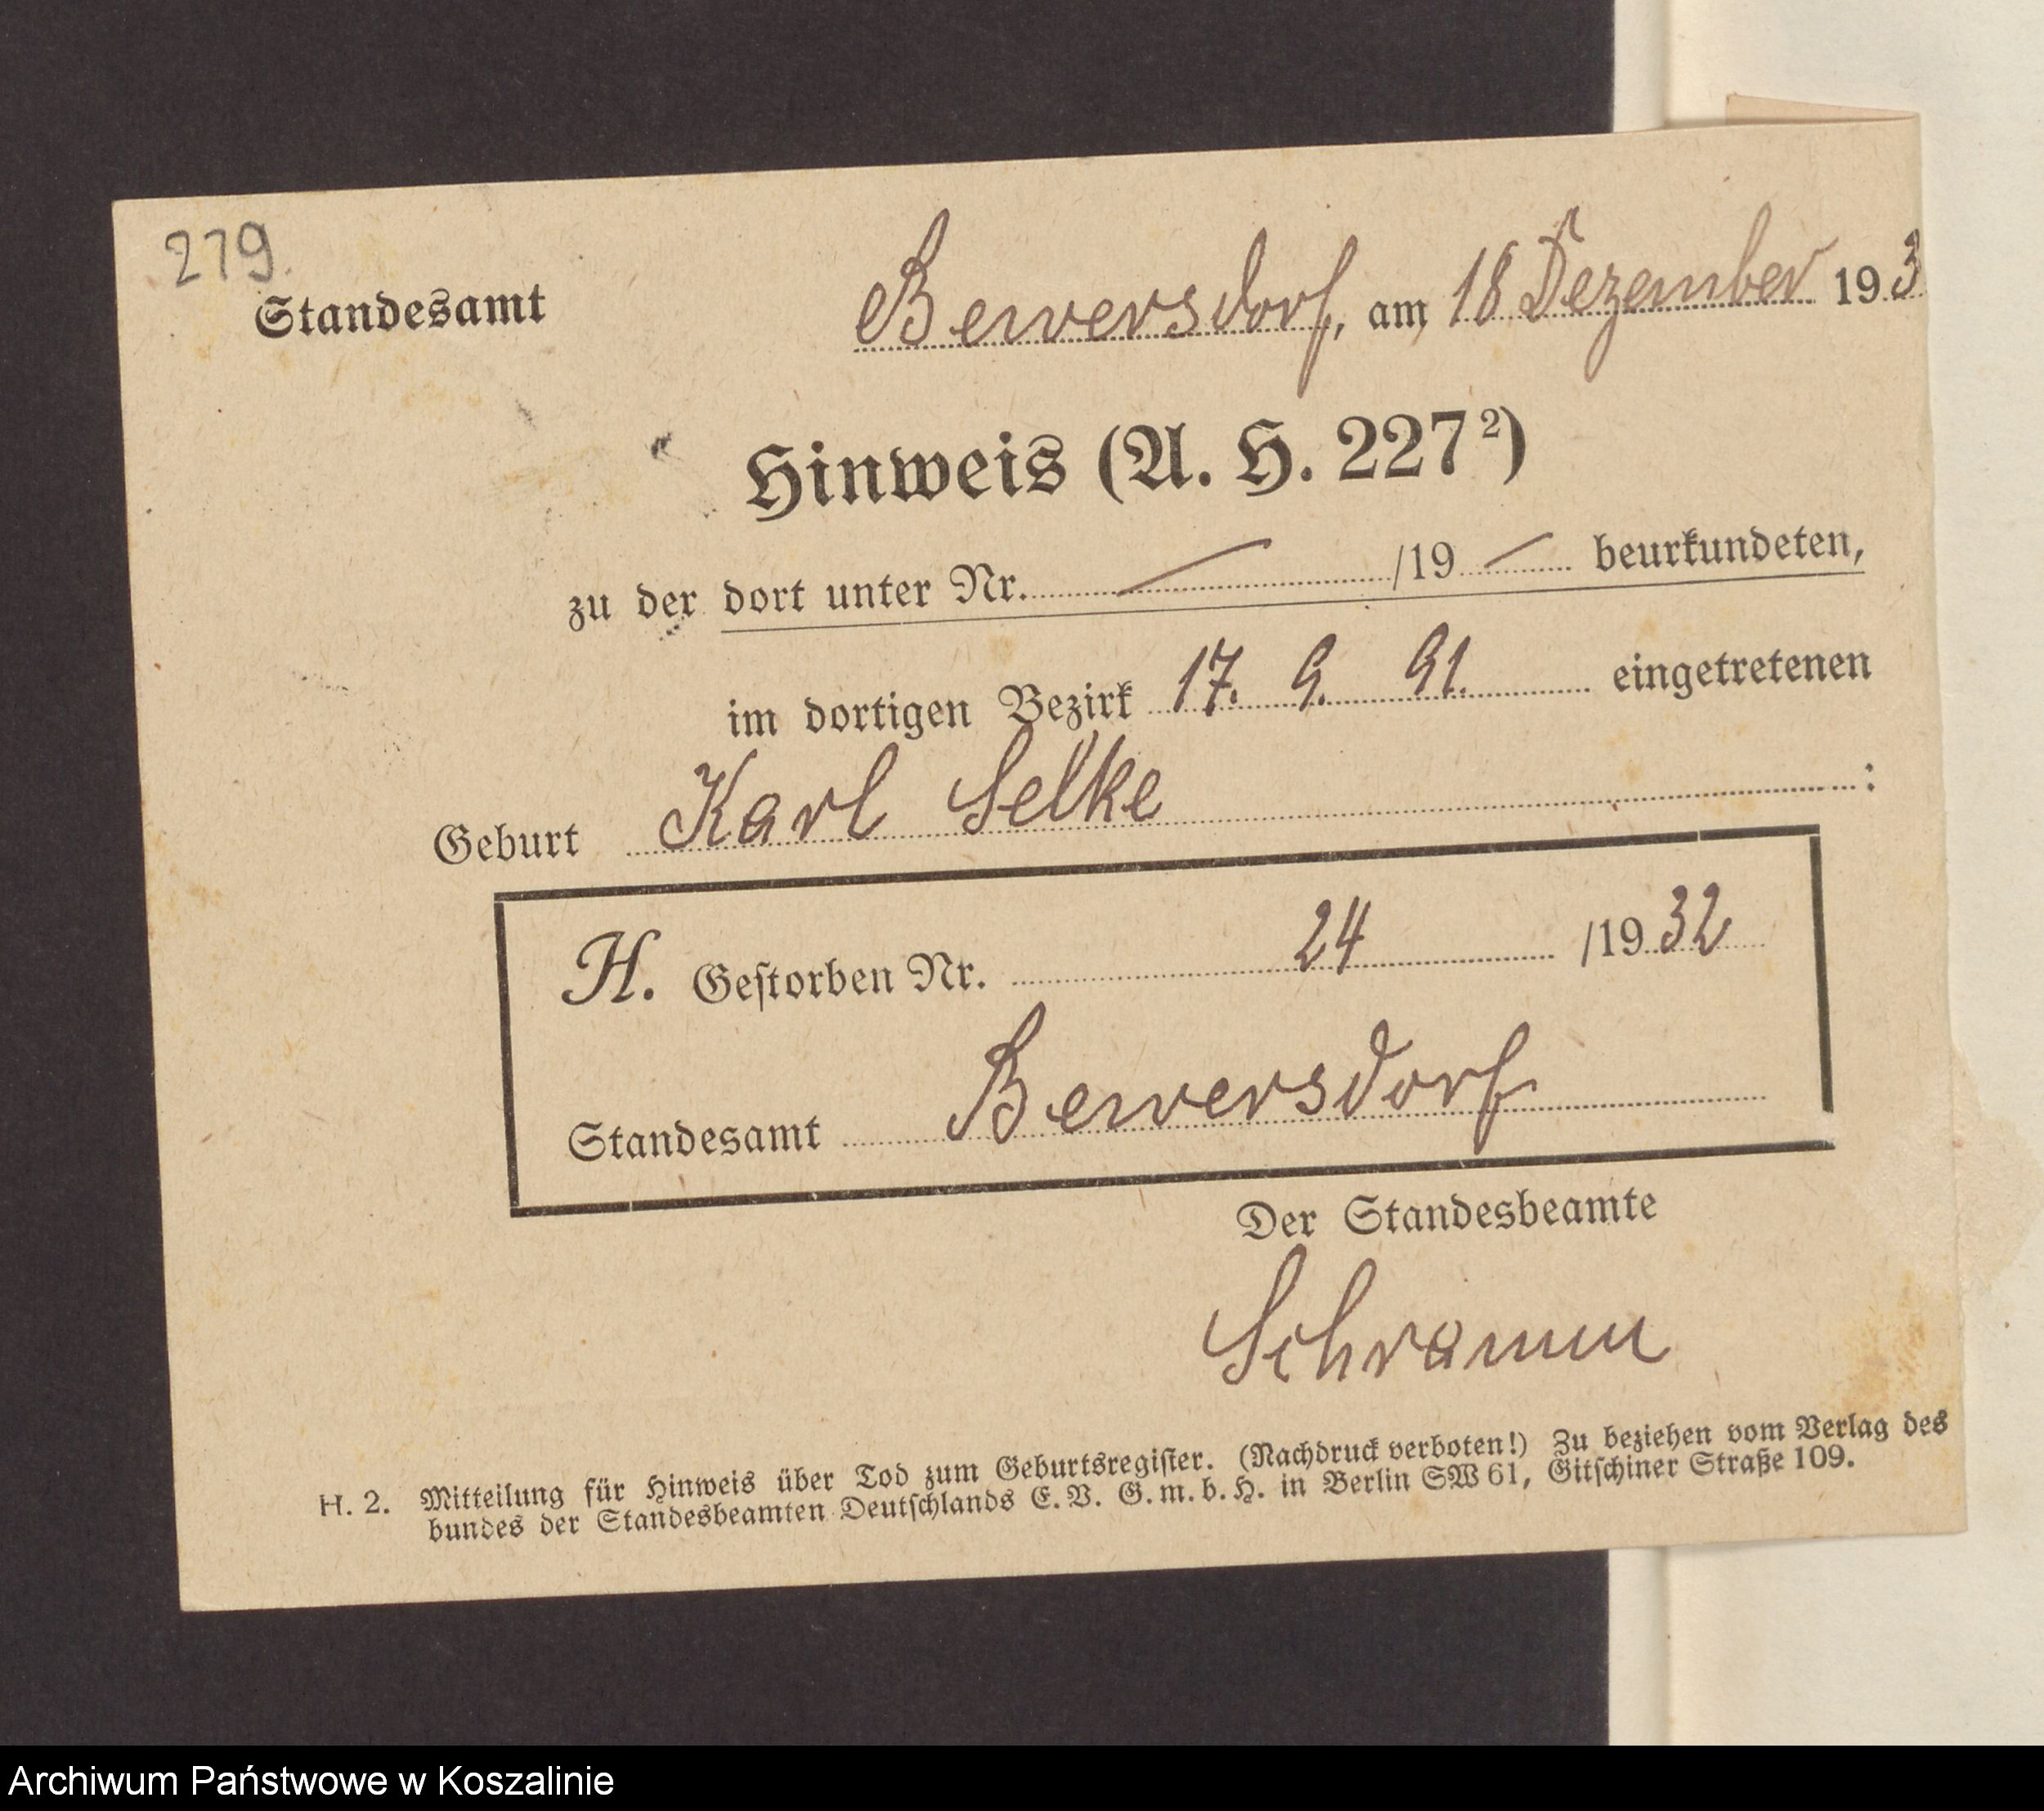 279.
Standesamt Bewersdorf, am 18 Dezember 193
Hinweis (A. H. 227²)
zu der dort unter Nr. — /19 — beurkundeten,
im dortigen Bezirk 17. 9. 91. eingetretenen
Geburt Karl Selke :
H. Gestorben Nr. 24 /1932
Standesamt Bewersdorf
Der Standesbeamte
Schramm
H. 2. Mitteilung für Hinweis über Tod zum Geburtsregister. (Nachdruck verboten!) Zu beziehen vom Verlag des
bundes der Standesbeamten Deutschlands E. V. G. m. b. H. in Berlin SW 61, Gitschiner Straße 109.
Archiwum Państwowe w Koszalinie